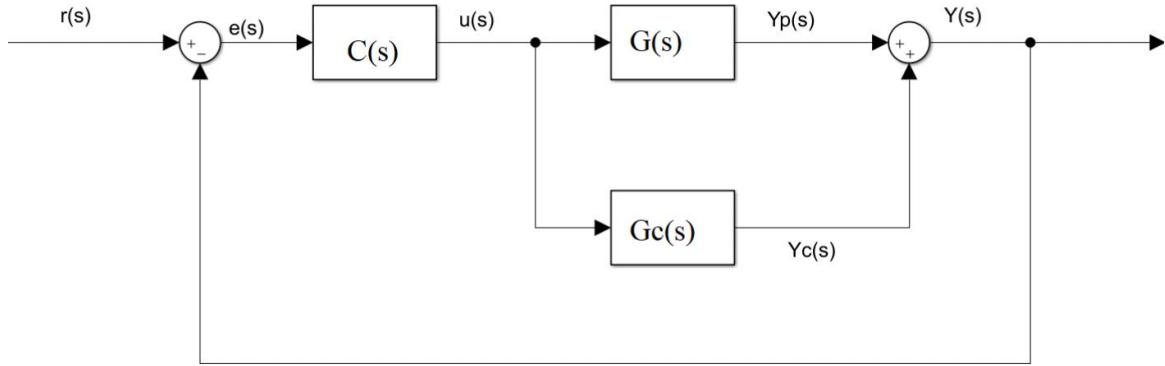 r(s)
e(s)
C(s)
u(s)
G(s)
Yp(s)
Y(s)
+
−
+
+
Gc(s)
Yc(s)